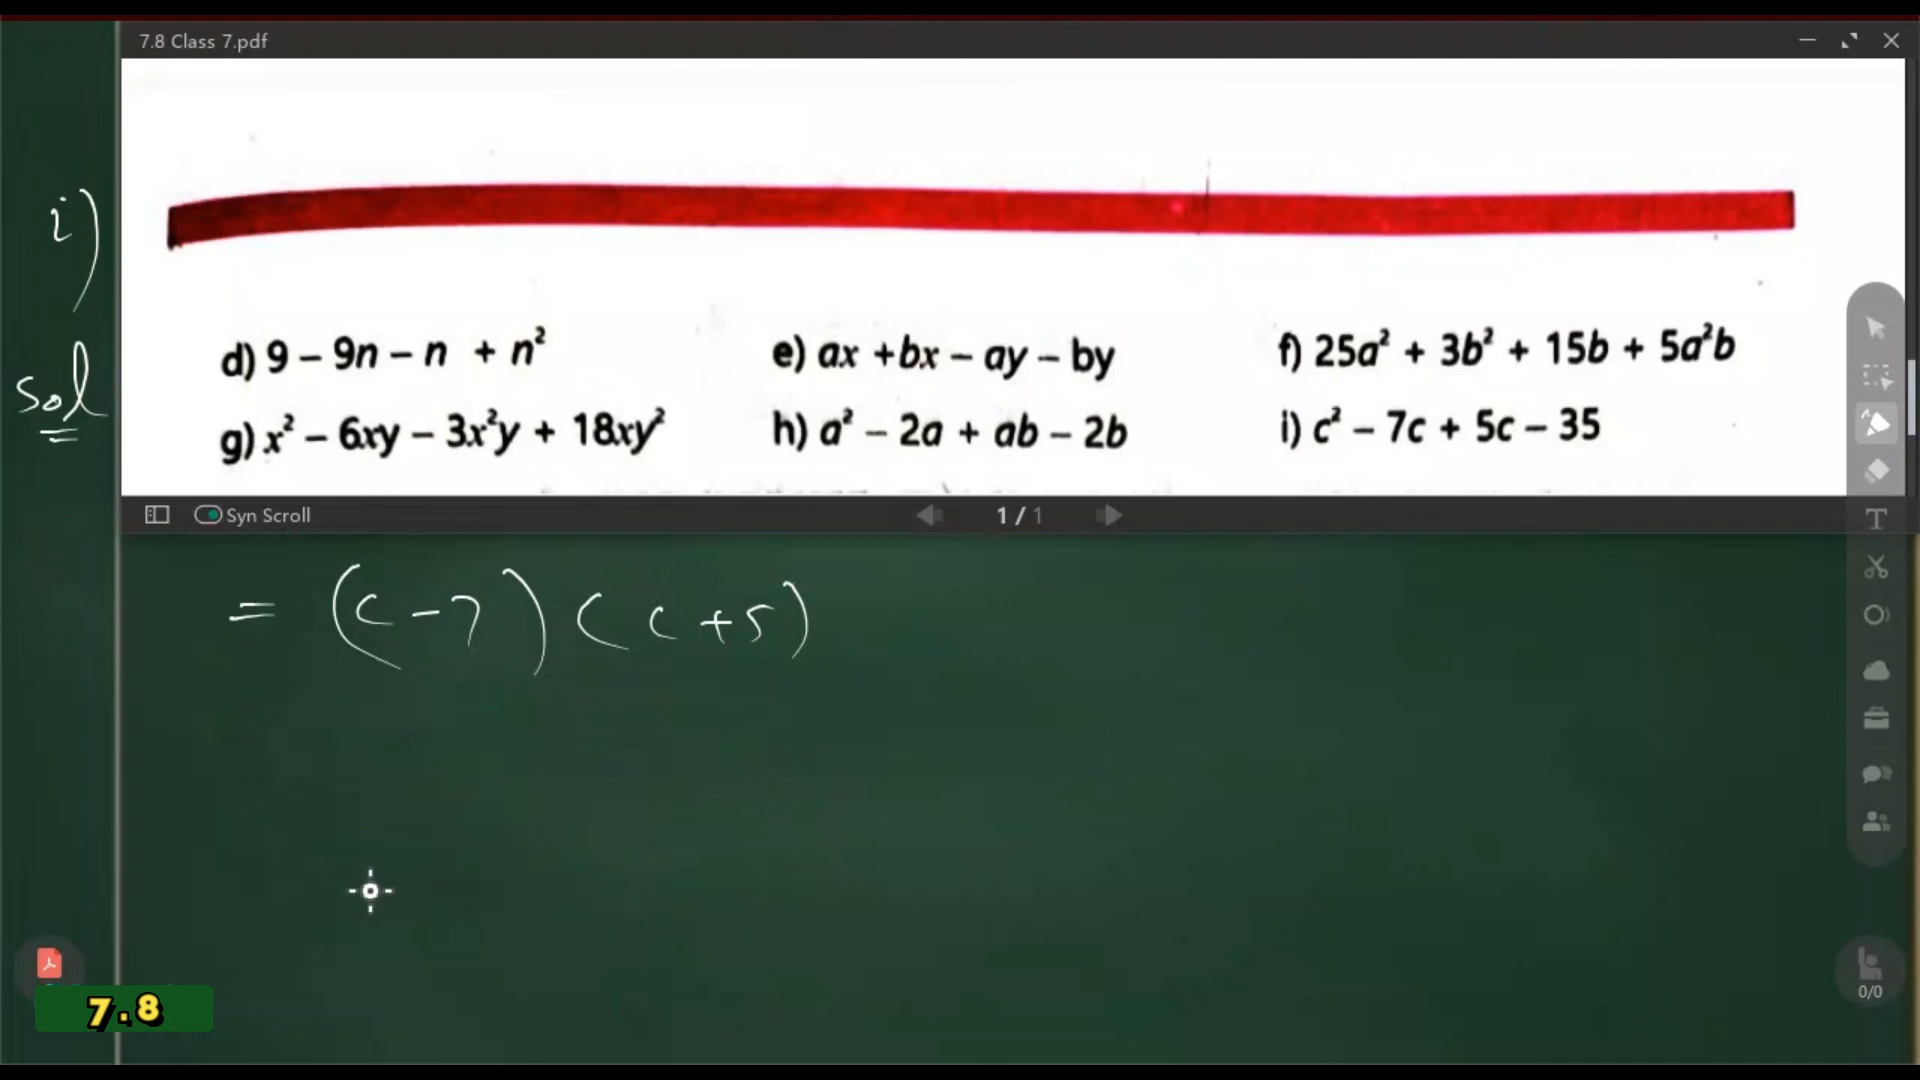 7.8 Class 7.pdf
i)
sol
d) 9 – 9n – n + n² e) ax +bx – ay – by f) 25a² + 3b² + 15b + 5a²b
g) x² – 6xy – 3x²y + 18xy² h) a² – 2a + ab – 2b i) c² – 7c + 5c – 35
Syn Scroll 1 / 1
T
= (c - 7) (c + 5)
0/0
7.8